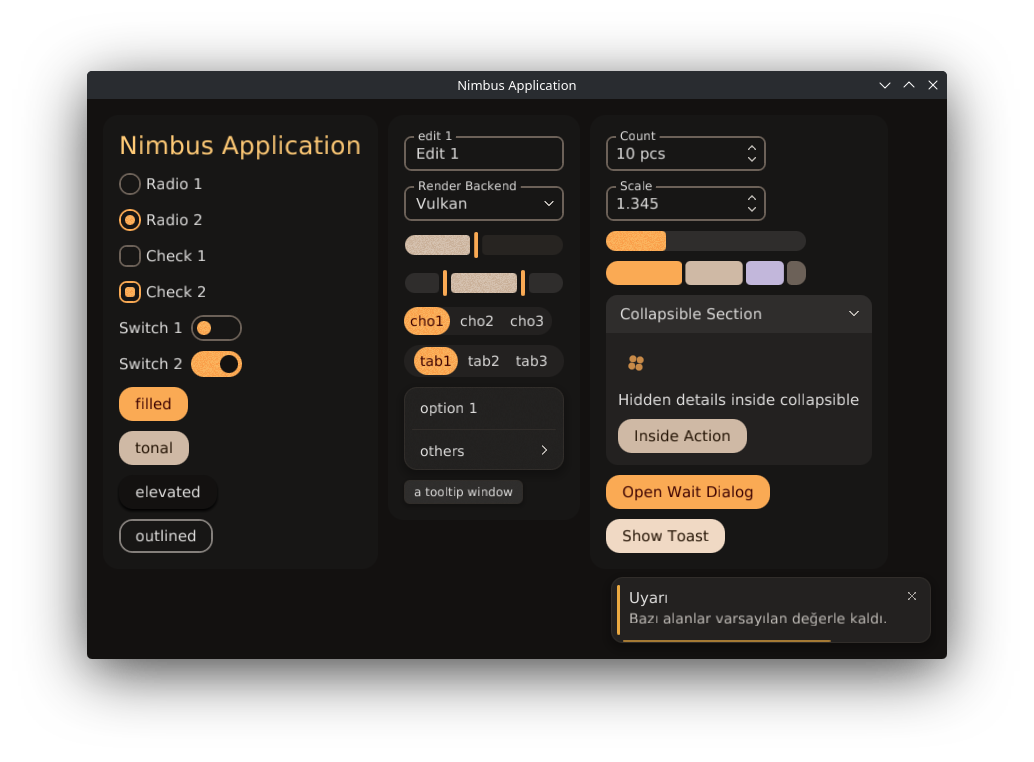 Nimbus Application
Nimbus Application
Radio 1
Radio 2
Check 1
Check 2
Switch 1
Switch 2
filled
tonal
elevated
outlined
edit 1
Edit 1
Render Backend
Vulkan
cho1 cho2 cho3
tab1 tab2 tab3
option 1
others
a tooltip window
Count
10 pcs
Scale
1.345
Collapsible Section
Hidden details inside collapsible
Inside Action
Open Wait Dialog
Show Toast
Uyarı
Bazı alanlar varsayılan değerle kaldı.